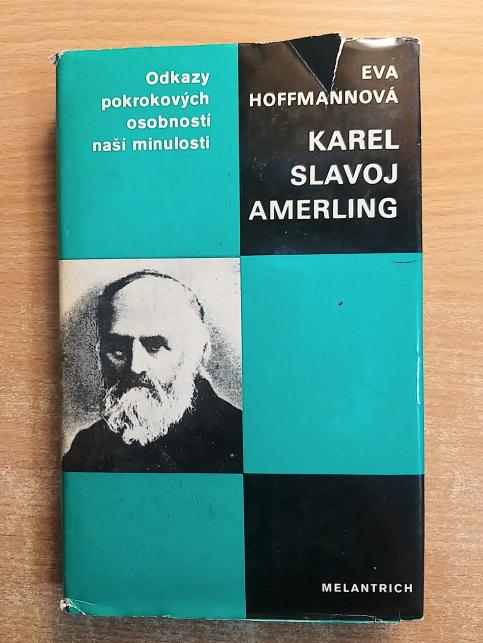 Odkazy
pokrokových
osobností
naší minulosti
EVA
HOFFMANNOVÁ
KAREL
SLAVOJ
AMERLING
MELANTRICH